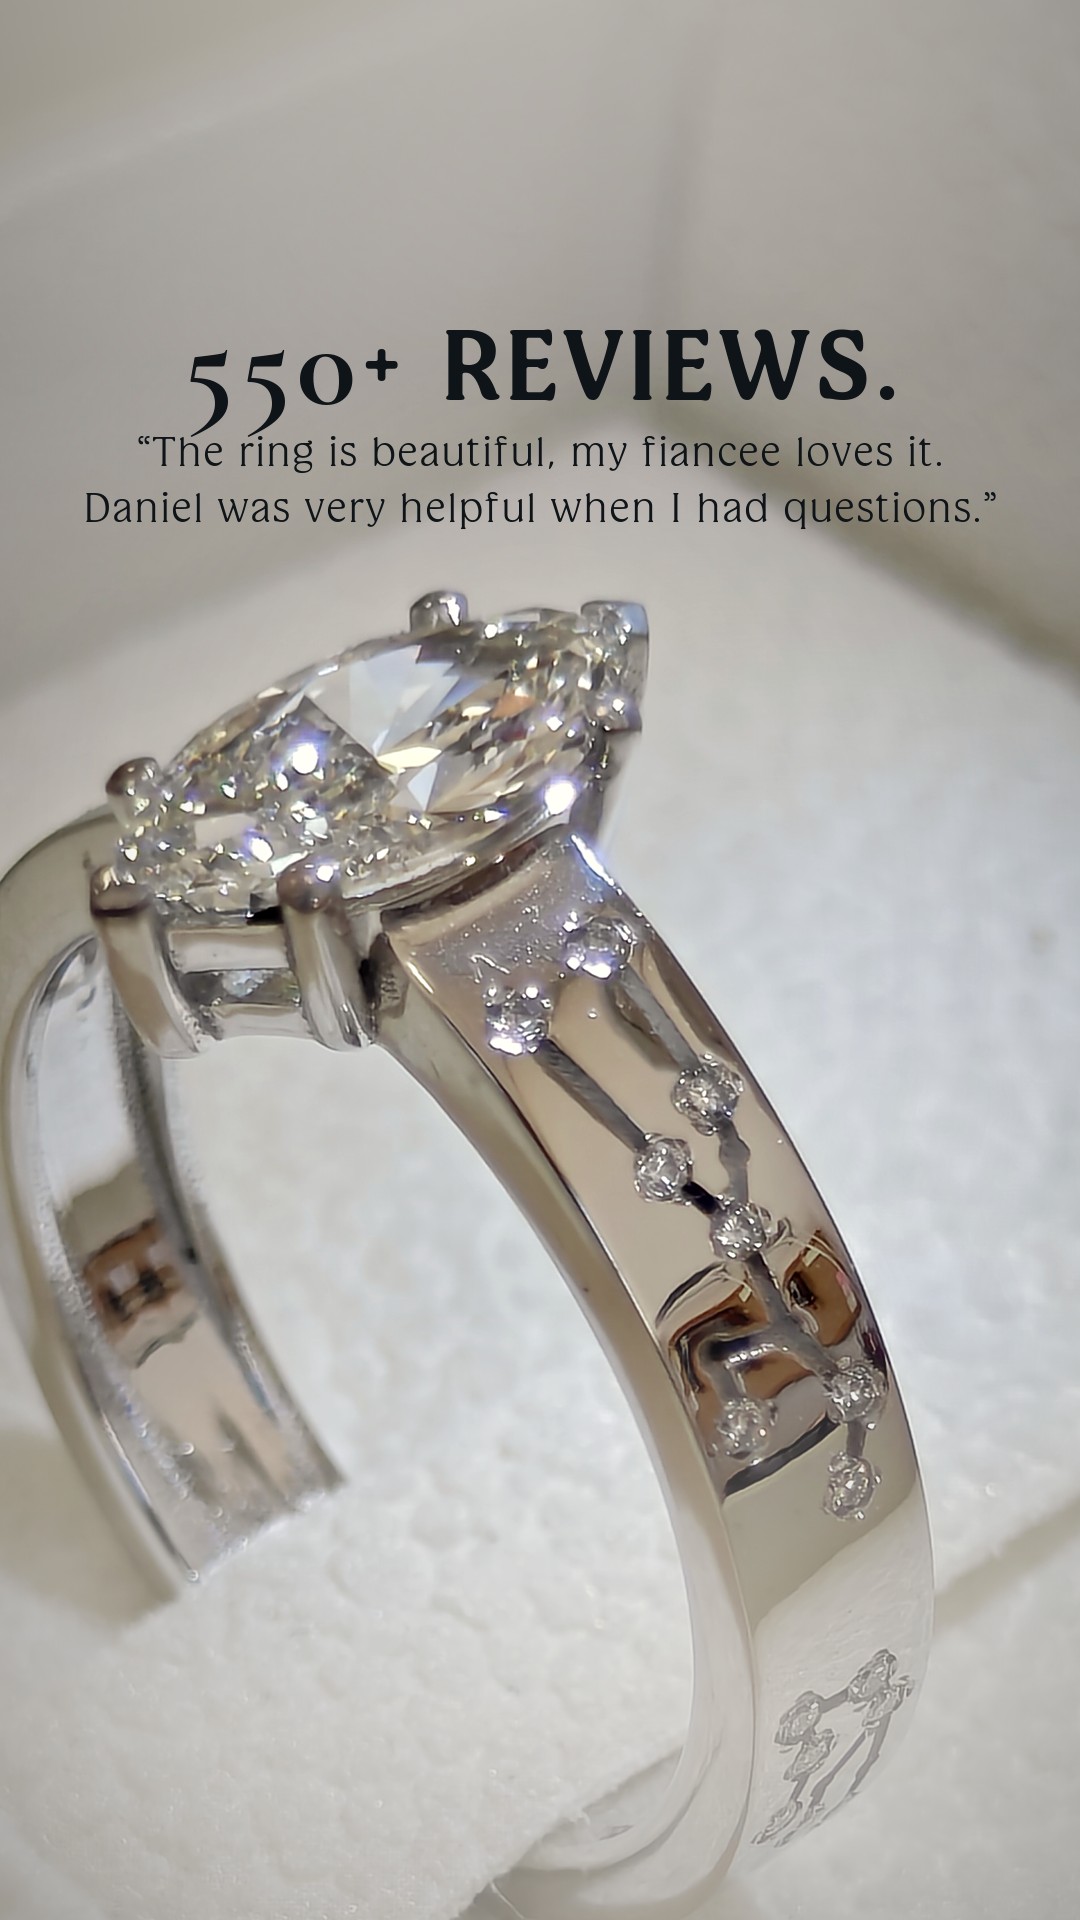 550+ REVIEWS.
“The ring is beautiful, my fiancee loves it.
Daniel was very helpful when I had questions.”